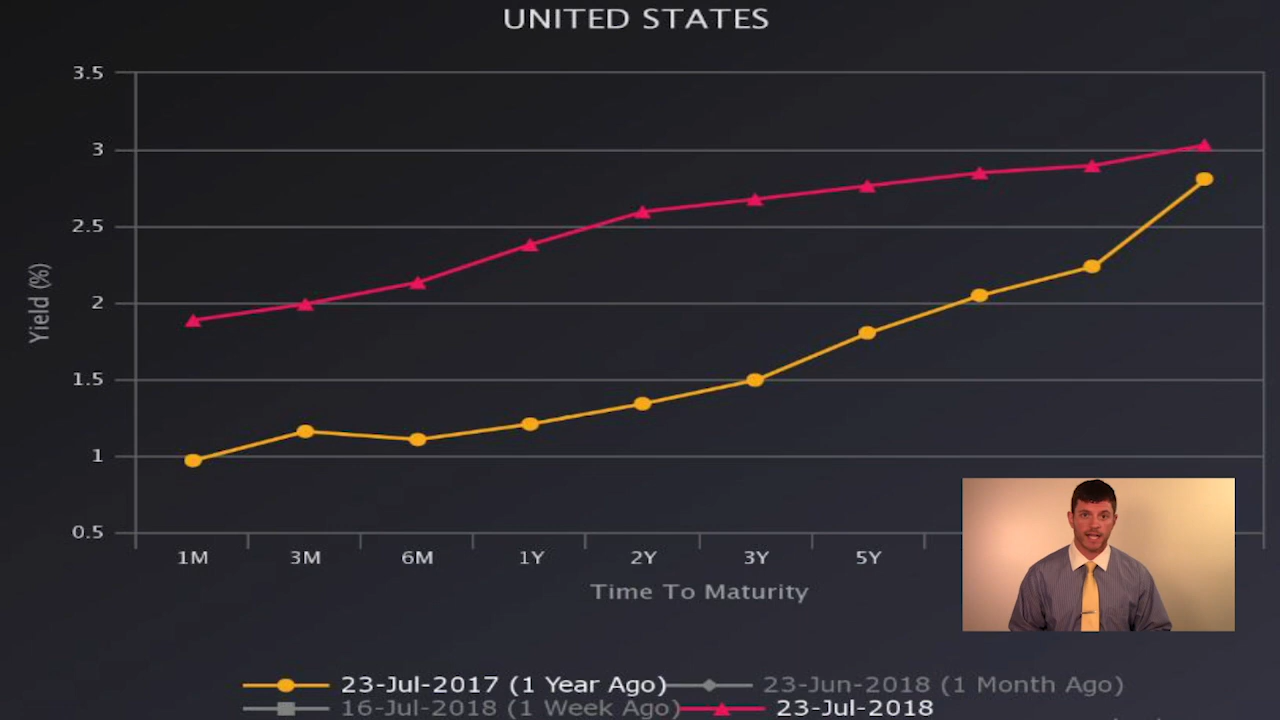 UNITED STATES
3.5
3
2.5
2
1.5
1
0.5
Yield (%)
1M 3M 6M 1Y 2Y 3Y 5Y
Time To Maturity
23-Jul-2017 (1 Year Ago) 23-Jun-2018 (1 Month Ago)
16-Jul-2018 (1 Week Ago) 23-Jul-2018